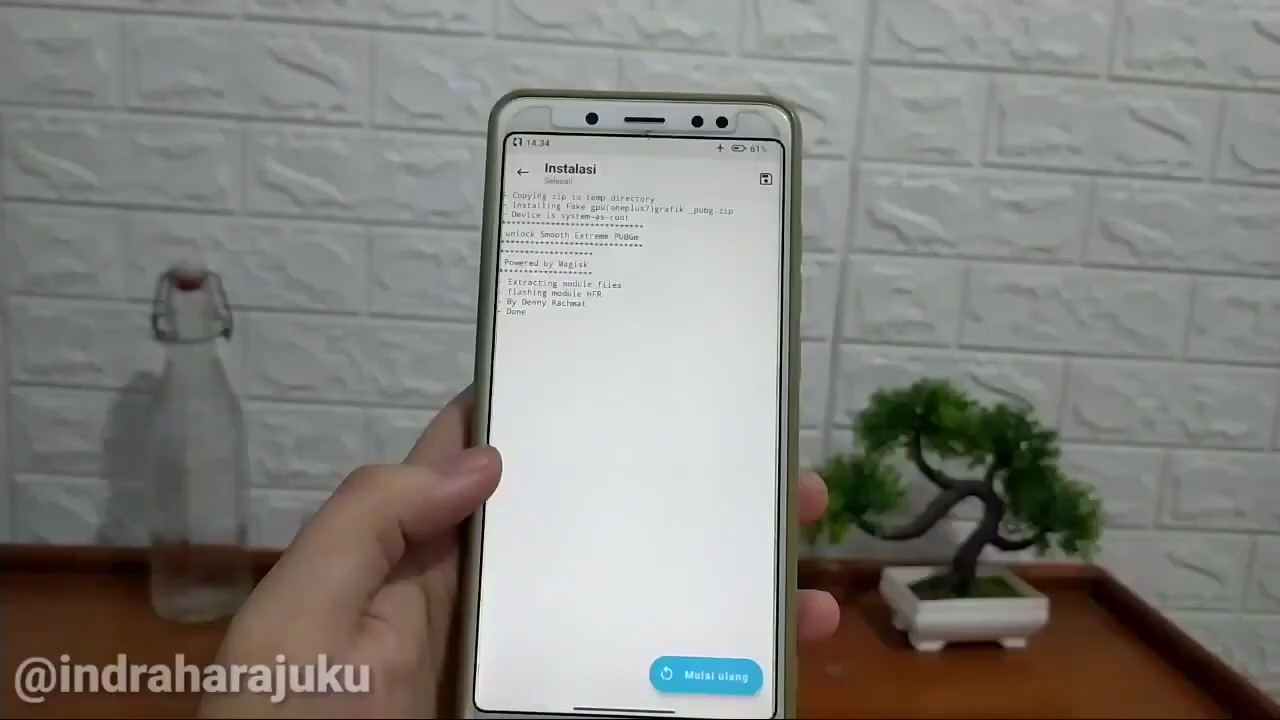 14.34
61%
Instalasi
Selesai!
- Copying zip to temp directory
- Installing Fake gpu(oneplus7)grafik _pubg.zip
- Device is system-as-root
*****************************
unlock Smooth Extreme PUBGm
*****************************
*******************
Powered by Magisk
*******************
- Extracting module files
flashing module HFR
- By Denny Rachmat
- Done
Mulai ulang
@indraharajuku